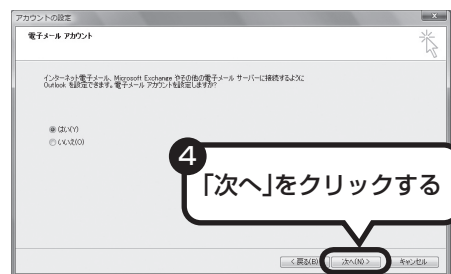 アカウントの設定
電子メール アカウント
インターネット電子メール、Microsoft Exchange やその他の電子メール サーバーに接続するように
Outlook を設定できます。電子メール アカウントを設定しますか?
はい(Y)
いいえ(O)
4
「次へ」をクリックする
< 戻る(B)
次へ(N) >
キャンセル